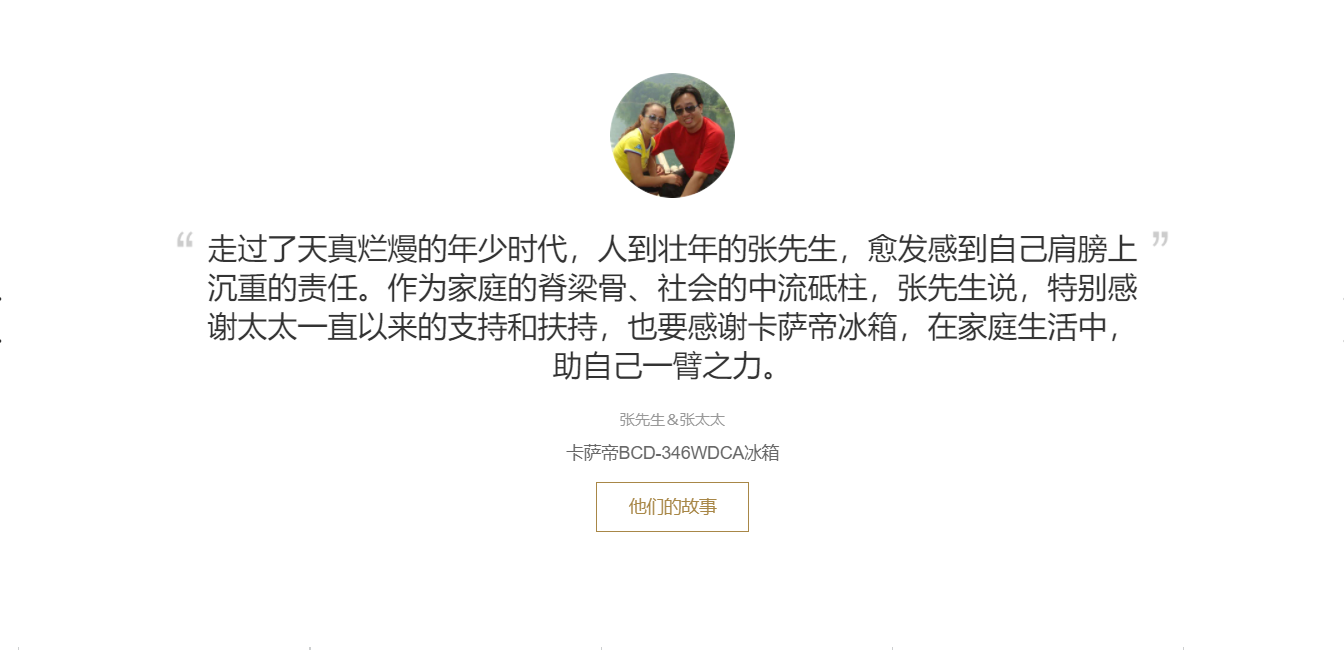 “ 走过了天真烂熳的年少时代，人到壮年的张先生，愈发感到自己肩膀上 ”
沉重的责任。作为家庭的脊梁骨、社会的中流砥柱，张先生说，特别感
谢太太一直以来的支持和扶持，也要感谢卡萨帝冰箱，在家庭生活中，
助自己一臂之力。
张先生＆张太太
卡萨帝BCD-346WDCA冰箱
他们的故事